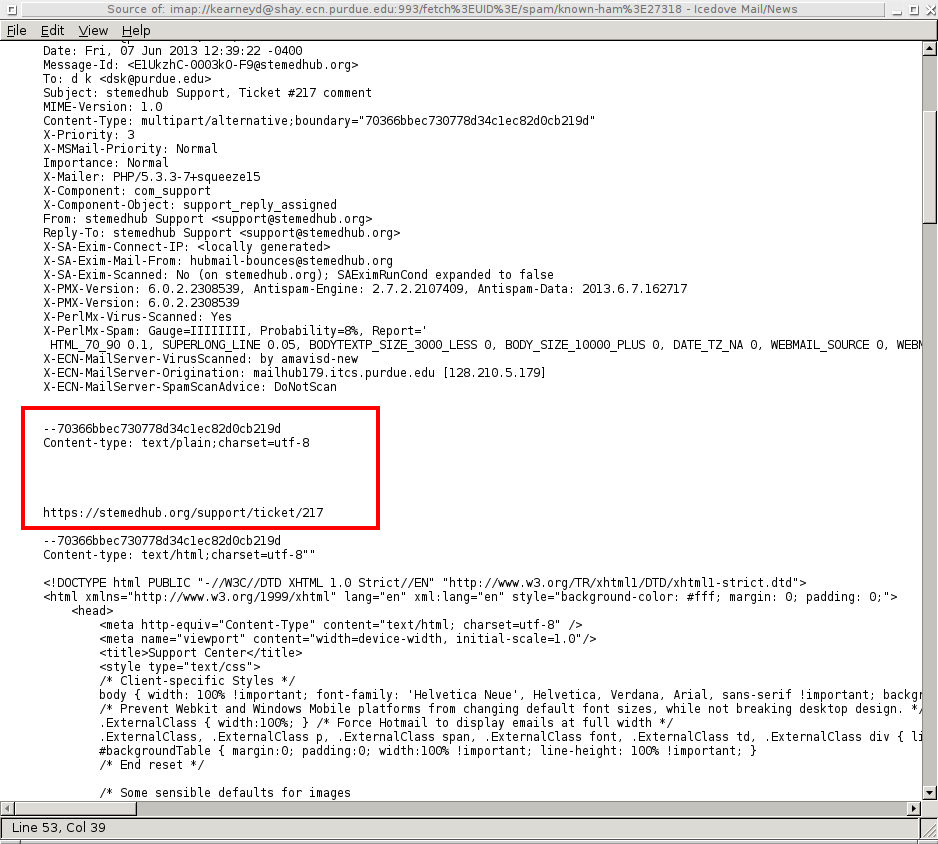 Source of: imap://kearneyd@shay.ecn.purdue.edu:993/fetch%3EUID%3E/spam/known-ham%3E27318 - Icedove Mail/News
File Edit View Help
Date: Fri, 07 Jun 2013 12:39:22 -0400
Message-Id: <E1UkzhC-0003kO-F9@stemedhub.org>
To: d k <dsk@purdue.edu>
Subject: stemedhub Support, Ticket #217 comment
MIME-Version: 1.0
Content-Type: multipart/alternative;boundary="70366bbec730778d34c1ec82d0cb219d"
X-Priority: 3
X-MSMail-Priority: Normal
Importance: Normal
X-Mailer: PHP/5.3.3-7+squeeze15
X-Component: com_support
X-Component-Object: support_reply_assigned
From: stemedhub Support <support@stemedhub.org>
Reply-To: stemedhub Support <support@stemedhub.org>
X-SA-Exim-Connect-IP: <locally generated>
X-SA-Exim-Mail-From: hubmail-bounces@stemedhub.org
X-SA-Exim-Scanned: No (on stemedhub.org); SAEximRunCond expanded to false
X-PMX-Version: 6.0.2.2308539, Antispam-Engine: 2.7.2.2107409, Antispam-Data: 2013.6.7.162717
X-PMX-Version: 6.0.2.2308539
X-PerlMx-Virus-Scanned: Yes
X-PerlMx-Spam: Gauge=IIIIIIII, Probability=8%, Report='
HTML_70_90 0.1, SUPERLONG_LINE 0.05, BODYTEXTP_SIZE_3000_LESS 0, BODY_SIZE_10000_PLUS 0, DATE_TZ_NA 0, WEBMAIL_SOURCE 0, WEBM
X-ECN-MailServer-VirusScanned: by amavisd-new
X-ECN-MailServer-Origination: mailhub179.itcs.purdue.edu [128.210.5.179]
X-ECN-MailServer-SpamScanAdvice: DoNotScan
--70366bbec730778d34c1ec82d0cb219d
Content-type: text/plain;charset=utf-8
https://stemedhub.org/support/ticket/217
--70366bbec730778d34c1ec82d0cb219d
Content-type: text/html;charset=utf-8""
<!DOCTYPE html PUBLIC "-//W3C//DTD XHTML 1.0 Strict//EN" "http://www.w3.org/TR/xhtml1/DTD/xhtml1-strict.dtd">
<html xmlns="http://www.w3.org/1999/xhtml" lang="en" xml:lang="en" style="background-color: #fff; margin: 0; padding: 0;">
<head>
<meta http-equiv="Content-Type" content="text/html; charset=utf-8" />
<meta name="viewport" content="width=device-width, initial-scale=1.0"/>
<title>Support Center</title>
<style type="text/css">
/* Client-specific Styles */
body { width: 100% !important; font-family: 'Helvetica Neue', Helvetica, Verdana, Arial, sans-serif !important; backgr
/* Prevent Webkit and Windows Mobile platforms from changing default font sizes, while not breaking desktop design. */
.ExternalClass { width:100%; } /* Force Hotmail to display emails at full width */
.ExternalClass, .ExternalClass p, .ExternalClass span, .ExternalClass font, .ExternalClass td, .ExternalClass div { li
#backgroundTable { margin:0; padding:0; width:100% !important; line-height: 100% !important; }
/* End reset */
/* Some sensible defaults for images
Line 53, Col 39